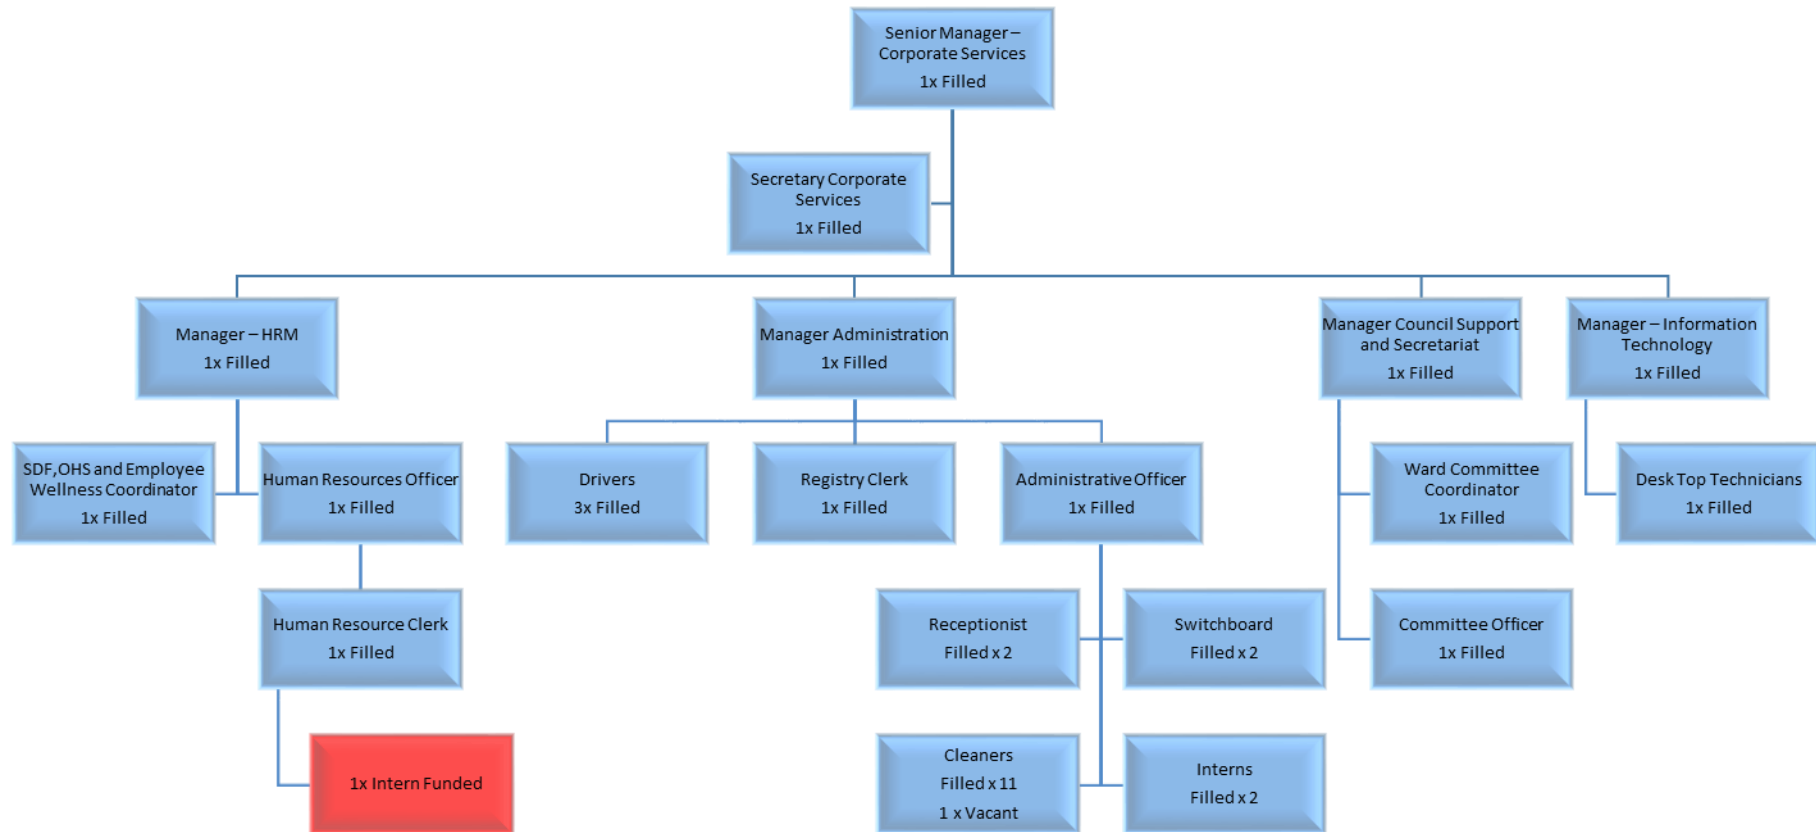 Senior Manager –
Corporate Services
1x Filled
Secretary Corporate
Services
1x Filled
Manager – HRM
1x Filled
Manager Administration
1x Filled
Manager Council Support
and Secretariat
1x Filled
Manager – Information
Technology
1x Filled
SDF,OHS and Employee
Wellness Coordinator
1x Filled
Human Resources Officer
1x Filled
Drivers
3x Filled
Registry Clerk
1x Filled
Administrative Officer
1x Filled
Ward Committee
Coordinator
1x Filled
Desk Top Technicians
1x Filled
Human Resource Clerk
1x Filled
Receptionist
Filled x 2
Switchboard
Filled x 2
Committee Officer
1x Filled
1x Intern Funded
Cleaners
Filled x 11
1 x Vacant
Interns
Filled x 2